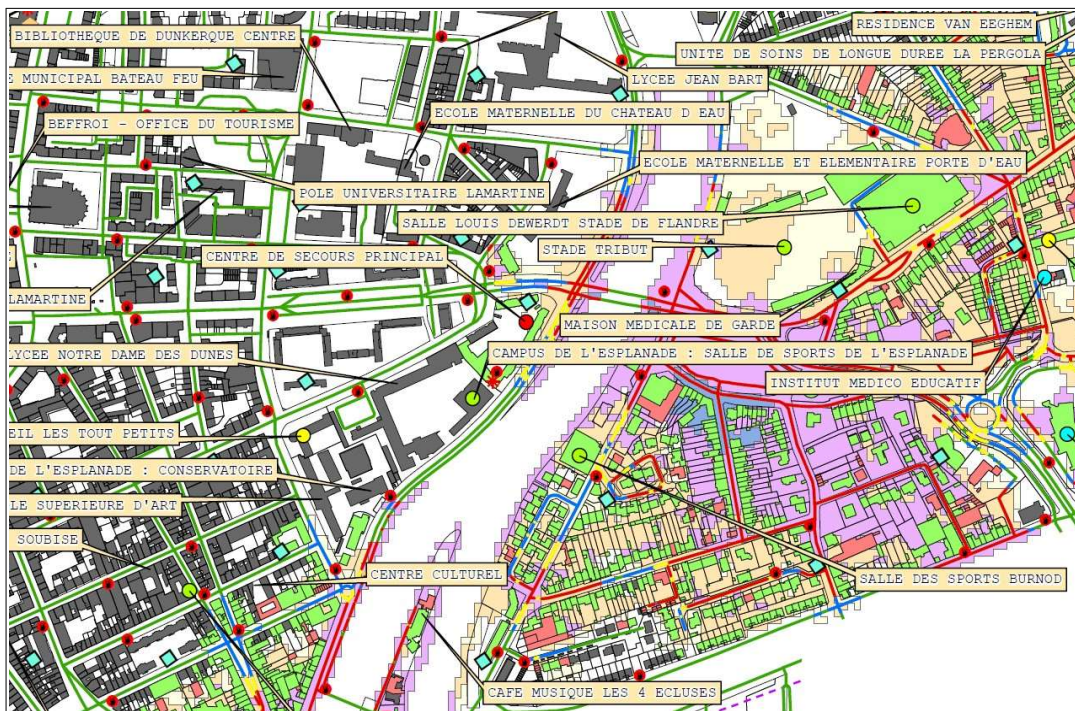 RESIDENCE VAN EEGHEM
BIBLIOTHEQUE DE DUNKERQUE CENTRE
UNITE DE SOINS DE LONGUE DUREE LA PERGOLA
E MUNICIPAL BATEAU FEU
LYCEE JEAN BART
ECOLE MATERNELLE DU CHATEAU D EAU
BEFFROI - OFFICE DU TOURISME
ECOLE MATERNELLE ET ELEMENTAIRE PORTE D'EAU
POLE UNIVERSITAIRE LAMARTINE
SALLE LOUIS DEWERDT STADE DE FLANDRE
STADE TRIBUT
CENTRE DE SECOURS PRINCIPAL
LAMARTINE
MAISON MEDICALE DE GARDE
LYCEE NOTRE DAME DES DUNES
CAMPUS DE L'ESPLANADE : SALLE DE SPORTS DE L'ESPLANADE
INSTITUT MEDICO EDUCATIF
EIL LES TOUT PETITS
DE L'ESPLANADE : CONSERVATOIRE
LE SUPERIEURE D'ART
SOUBISE
CENTRE CULTUREL
SALLE DES SPORTS BURNOD
CAFE MUSIQUE LES 4 ECLUSES